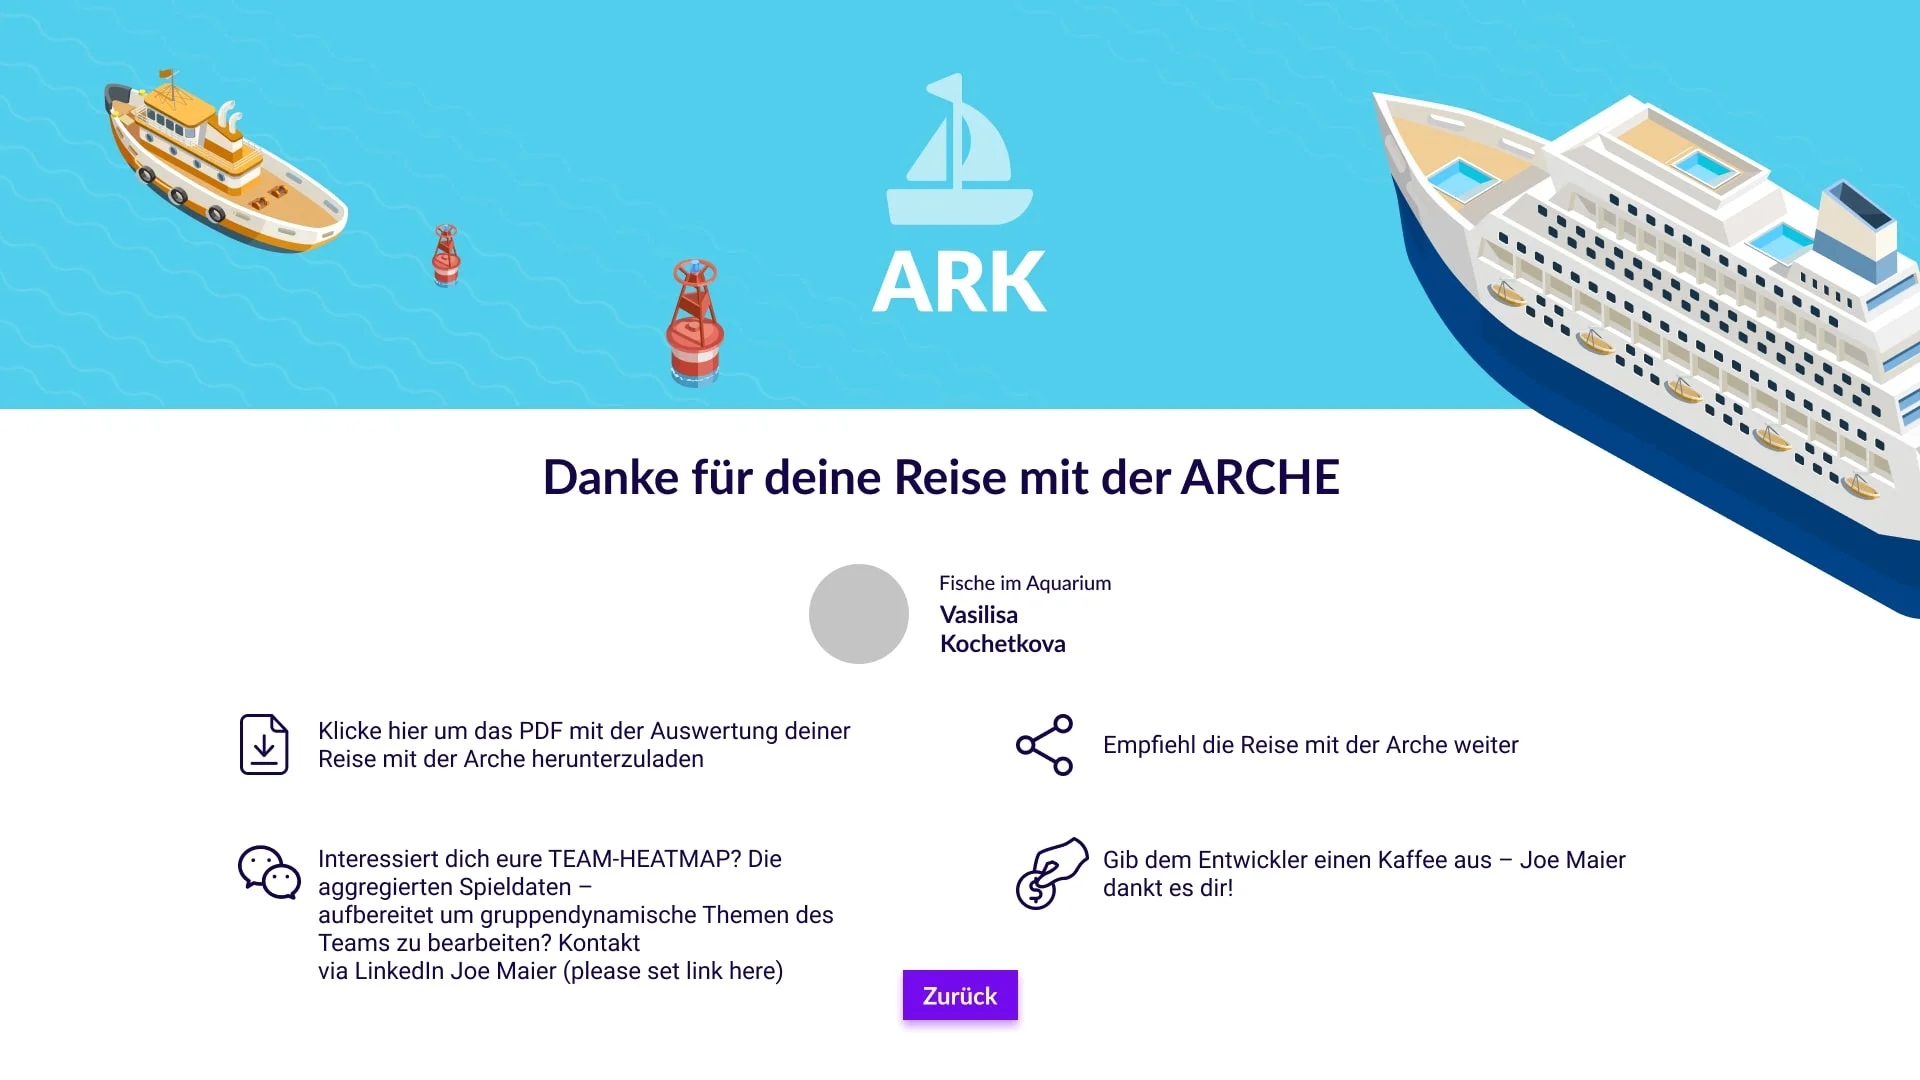 ARK
Danke für deine Reise mit der ARCHE
Fische im Aquarium
Vasilisa
Kochetkova
Klicke hier um das PDF mit der Auswertung deiner
Reise mit der Arche herunterzuladen
Empfiehl die Reise mit der Arche weiter
Interessiert dich eure TEAM-HEATMAP? Die
aggregierten Spieldaten –
aufbereitet um gruppendynamische Themen des
Teams zu bearbeiten? Kontakt
via LinkedIn Joe Maier (please set link here)
Gib dem Entwickler einen Kaffee aus – Joe Maier
dankt es dir!
Zurück